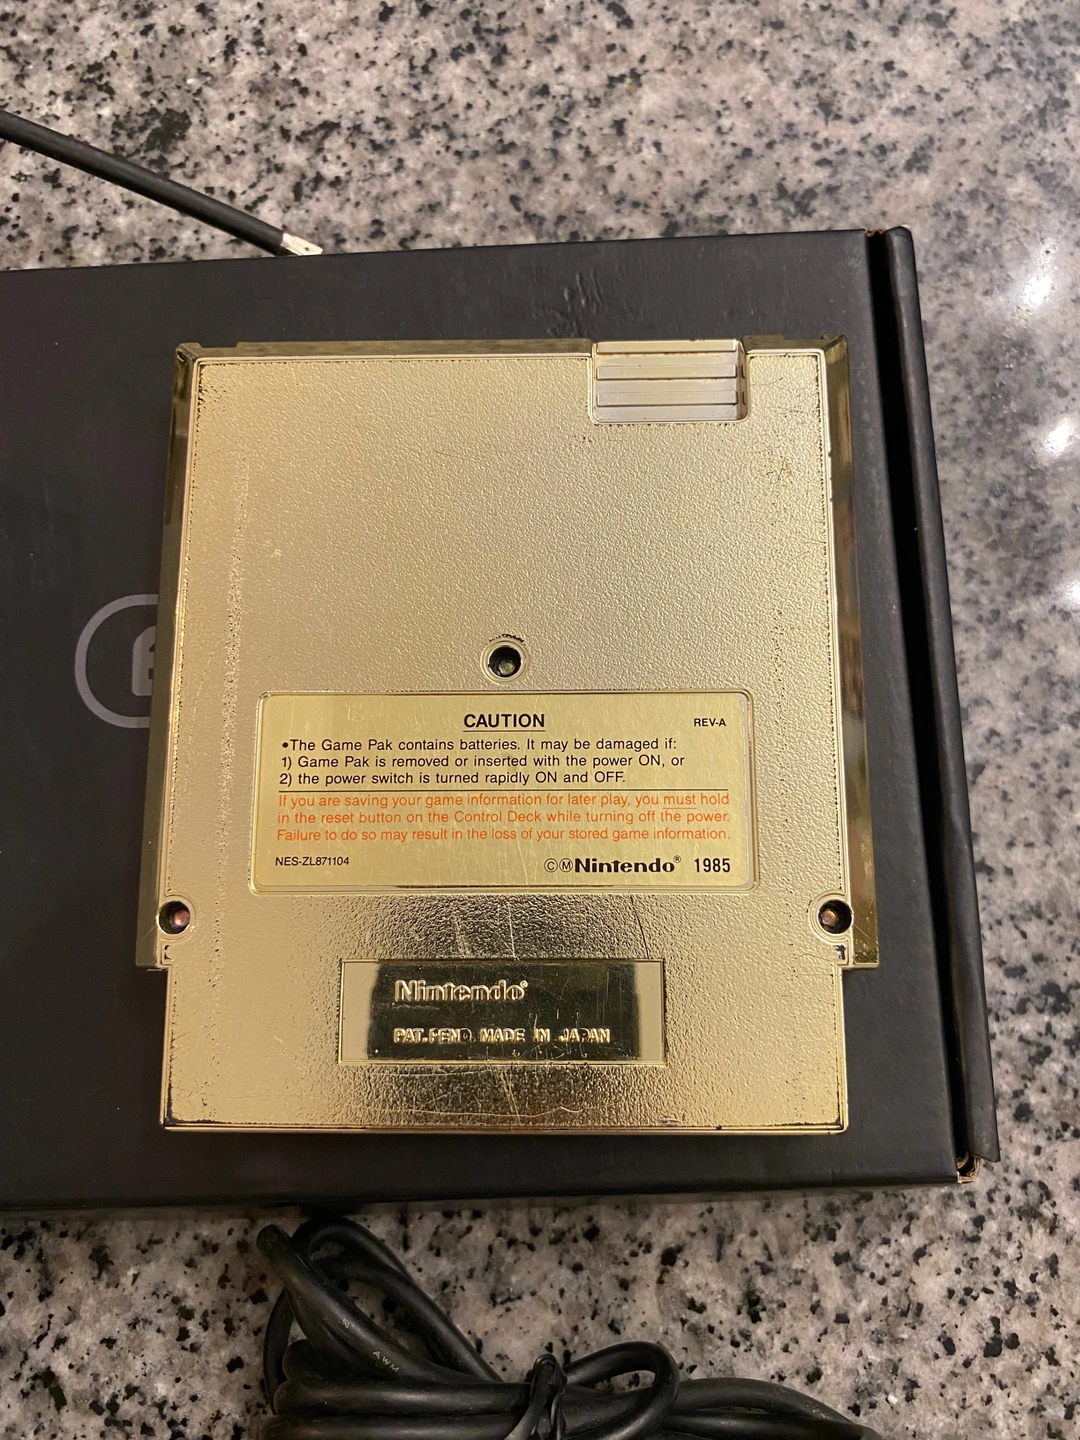 CAUTION
REV-A
•The Game Pak contains batteries. It may be damaged if:
1) Game Pak is removed or inserted with the power ON, or
2) the power switch is turned rapidly ON and OFF.
If you are saving your game information for later play, you must hold
in the reset button on the Control Deck while turning off the power.
Failure to do so may result in the loss of your stored game information.
NES-ZL871104
©ⓂNintendo® 1985
Nintendo®
PAT. PEND. MADE IN JAPAN
AWM